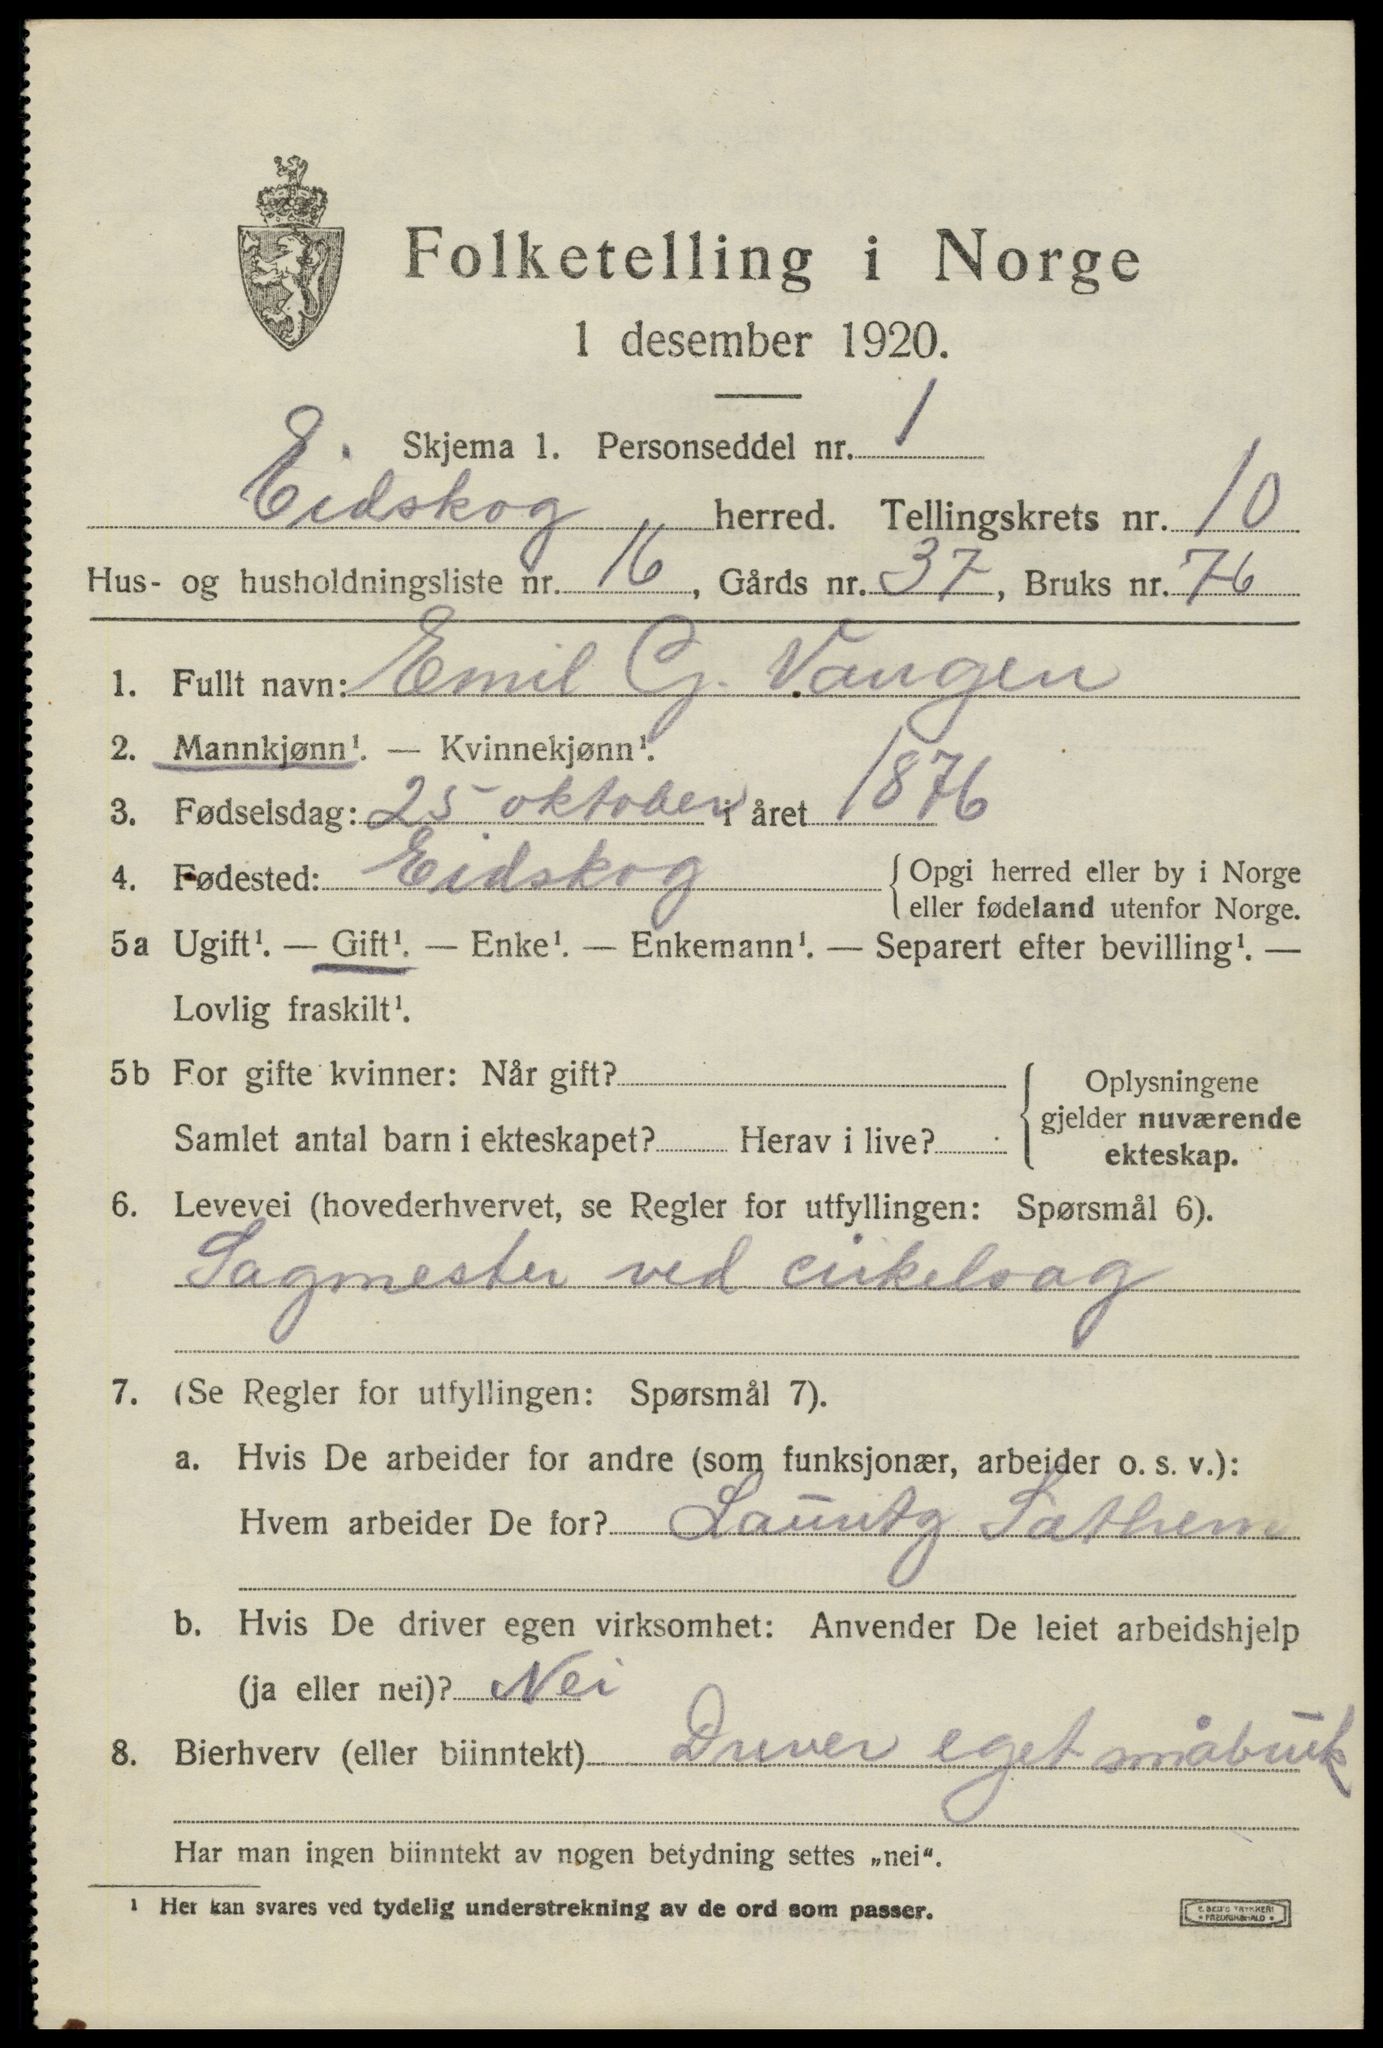 Folketelling i Norge
1 desember 1920.
Skjema 1. Personseddel nr. 1
Eidskog herred. Tellingskrets nr. 10
Hus- og husholdningsliste nr. 16, Gårds nr. 37, Bruks nr. 76
1. Fullt navn: Emil G. Vangen
2. Mannkjønn¹. — Kvinnekjønn¹.
3. Fødselsdag: 25 oktober i året 1876
4. Fødested: Eidskog { Opgi herred eller by i Norge
eller fødeland utenfor Norge.
5a Ugift¹. — Gift¹. — Enke¹. — Enkemann¹. — Separert efter bevilling¹. —
Lovlig fraskilt¹.
5b For gifte kvinner: Når gift?
Samlet antal barn i ekteskapet? Herav i live?
Oplysningene
gjelder nuværende
ekteskap.
6. Levevei (hovederhvervet, se Regler for utfyllingen: Spørsmål 6).
Sagmester ved cirkelsag
7. (Se Regler for utfyllingen: Spørsmål 7).
a. Hvis De arbeider for andre (som funksjonær, arbeider o. s. v.):
Hvem arbeider De for?
b. Hvis De driver egen virksomhet: Anvender De leiet arbeidshjelp
(ja eller nei)? Nei
8. Bierhverv (eller biinntekt) Driver eget småbruk
Har man ingen biinntekt av nogen betydning settes „nei“.
¹ Her kan svares ved tydelig understrekning av de ord som passer.